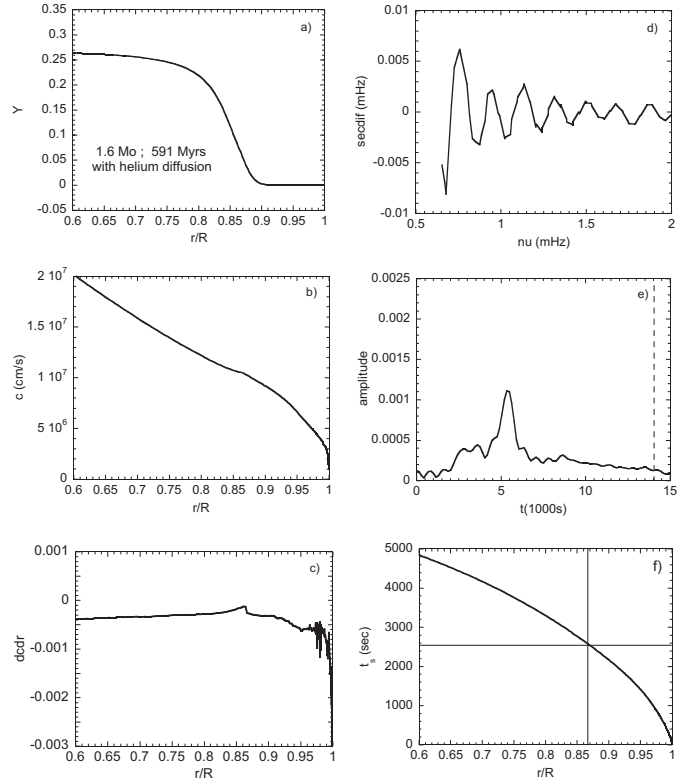 a)
0.35
0.3
0.25
0.2
0.15
0.1
0.05
0
-0.05
Y
1.6 Mo ; 591 Myrs
with helium diffusion
0.6 0.65 0.7 0.75 0.8 0.85 0.9 0.95 1
r/R
d)
0.01
0.005
0
-0.005
-0.01
secdif (mHz)
0.5 1 1.5 2
nu (mHz)
b)
2 10^7
1.5 10^7
1 10^7
5 10^6
0
c (cm/s)
0.6 0.65 0.7 0.75 0.8 0.85 0.9 0.95 1
r/R
e)
0.0025
0.002
0.0015
0.001
0.0005
0
amplitude
0 5 10 15
t(1000s)
c)
0.001
0
-0.001
-0.002
-0.003
dcdr
0.6 0.65 0.7 0.75 0.8 0.85 0.9 0.95 1
r/R
f)
5000
4000
3000
2000
1000
0
t_s (sec)
0.6 0.65 0.7 0.75 0.8 0.85 0.9 0.95 1
r/R